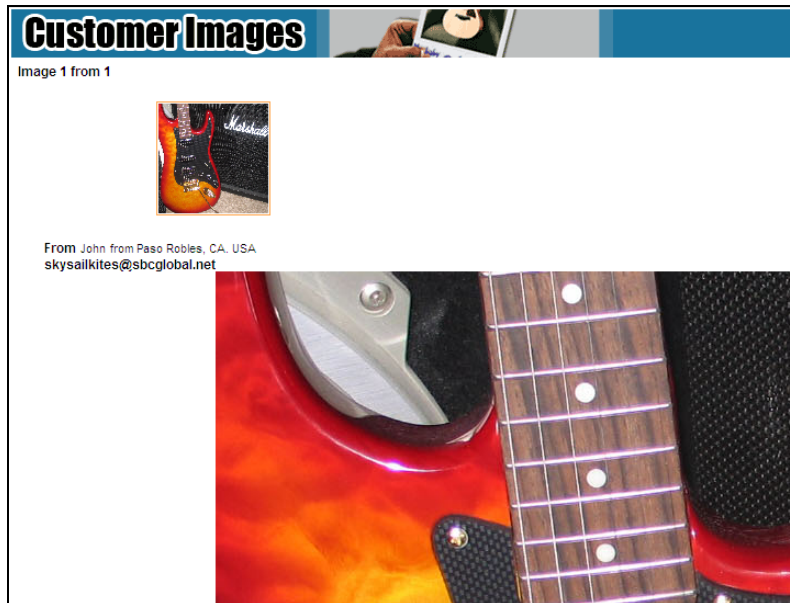 Customer Images
Image 1 from 1
Marshall
From John from Paso Robles, CA. USA
skysailkites@sbcglobal.net